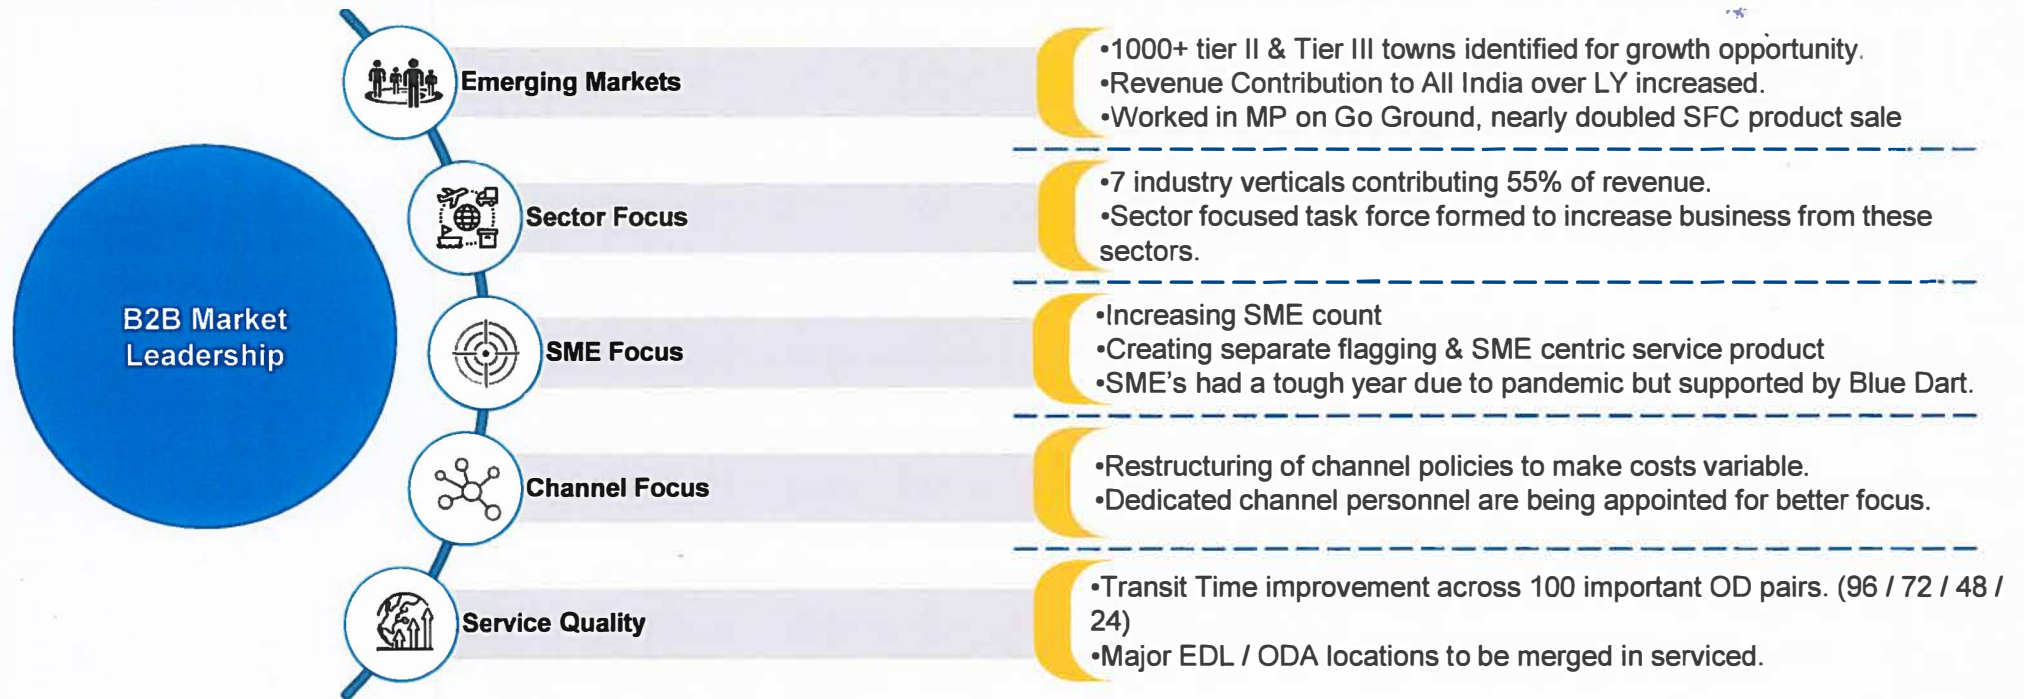 B2B Market
Leadership
Emerging Markets
•1000+ tier II & Tier III towns identified for growth opportunity.
•Revenue Contribution to All India over LY increased.
•Worked in MP on Go Ground, nearly doubled SFC product sale
Sector Focus
•7 industry verticals contributing 55% of revenue.
•Sector focused task force formed to increase business from these
sectors.
SME Focus
•Increasing SME count
•Creating separate flagging & SME centric service product
•SME's had a tough year due to pandemic but supported by Blue Dart.
Channel Focus
•Restructuring of channel policies to make costs variable.
•Dedicated channel personnel are being appointed for better focus.
Service Quality
•Transit Time improvement across 100 important OD pairs. (96 / 72 / 48 /
24)
•Major EDL / ODA locations to be merged in serviced.